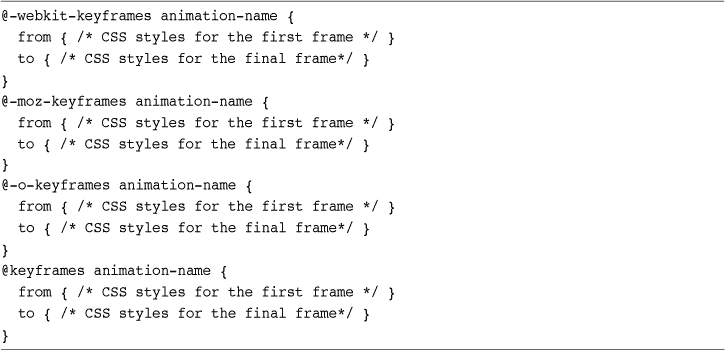 @-webkit-keyframes animation-name {
  from { /* CSS styles for the first frame */ }
  to { /* CSS styles for the final frame*/ }
}
@-moz-keyframes animation-name {
  from { /* CSS styles for the first frame */ }
  to { /* CSS styles for the final frame*/ }
}
@-o-keyframes animation-name {
  from { /* CSS styles for the first frame */ }
  to { /* CSS styles for the final frame*/ }
}
@keyframes animation-name {
  from { /* CSS styles for the first frame */ }
  to { /* CSS styles for the final frame*/ }
}